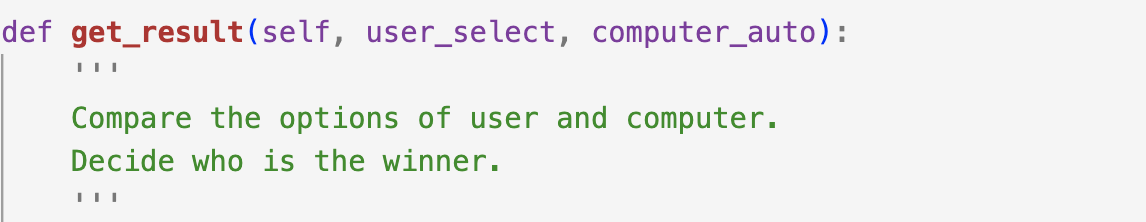 def get_result(self, user_select, computer_auto):
'''
Compare the options of user and computer.
Decide who is the winner.
'''